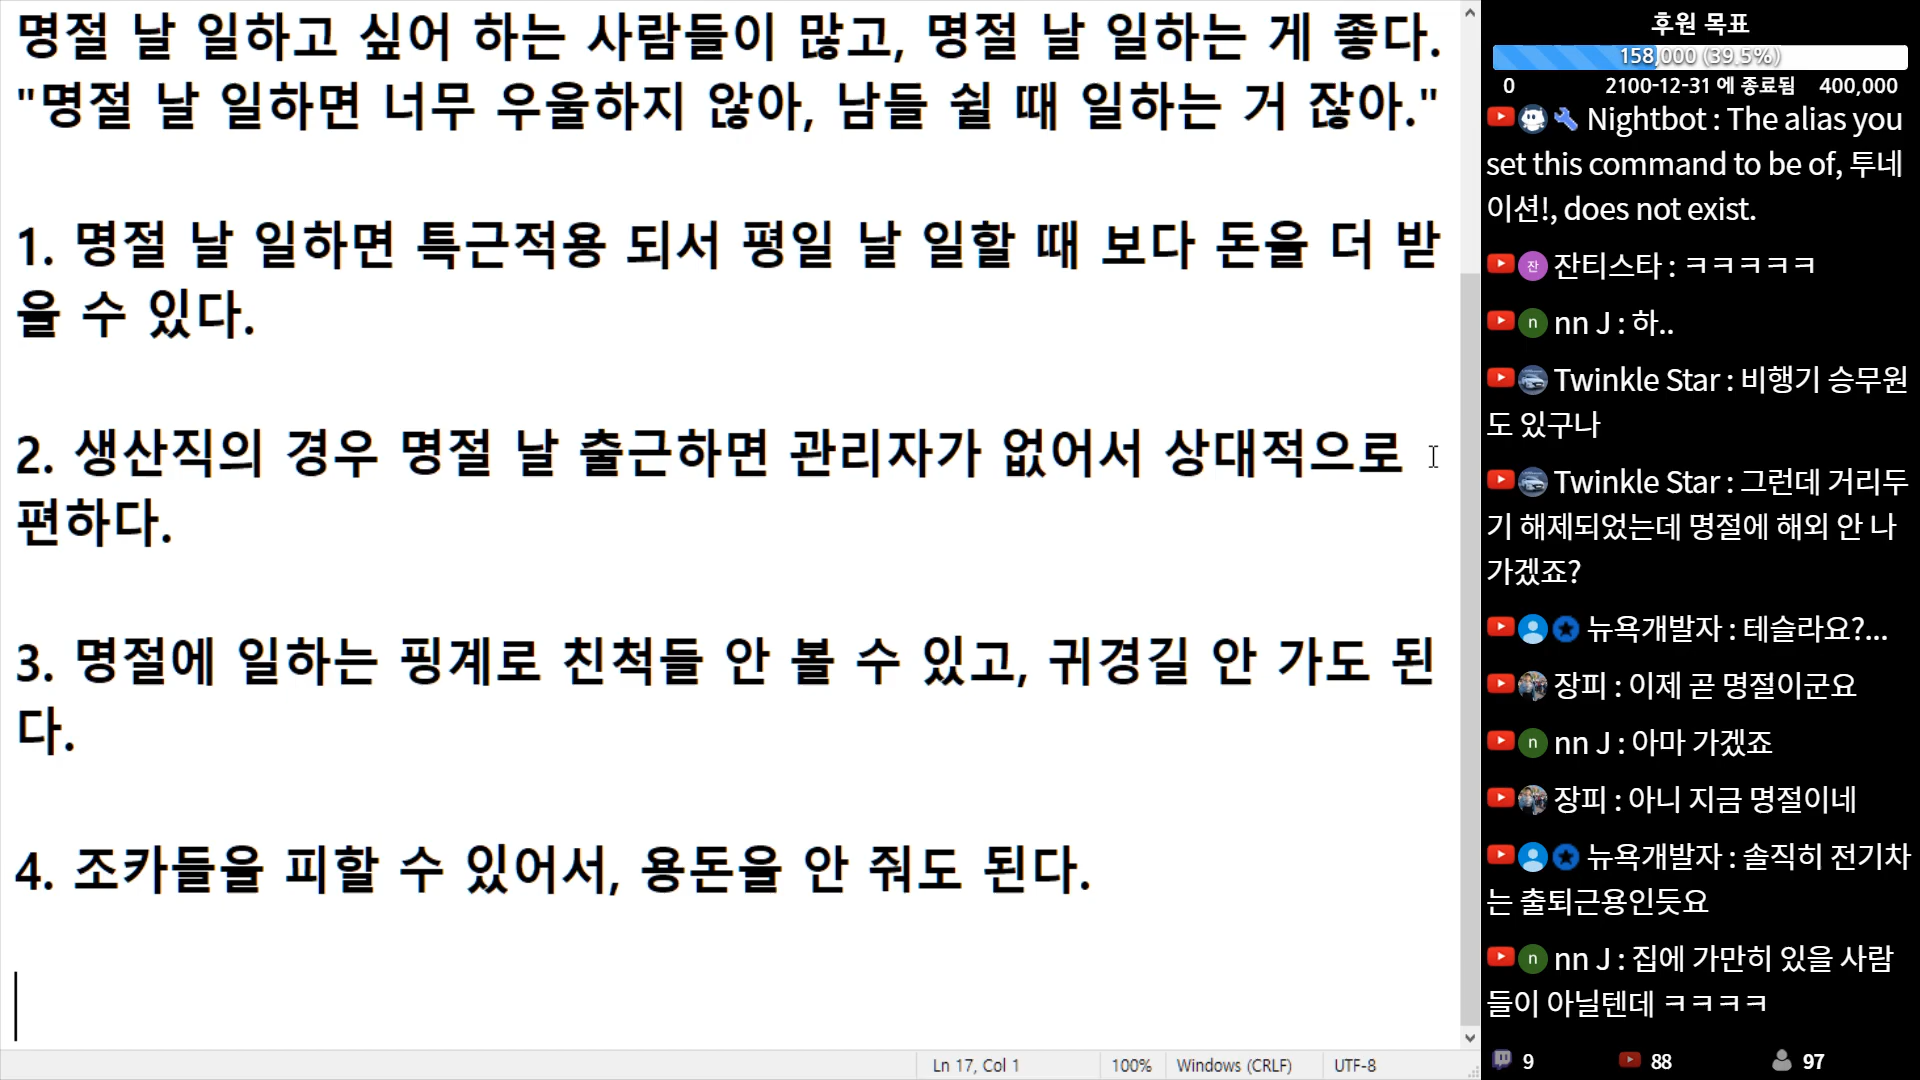 명절 날 일하고 싶어 하는 사람들이 많고, 명절 날 일하는 게 좋다.
"명절 날 일하면 너무 우울하지 않아, 남들 쉴 때 일하는 거 잖아."
1. 명절 날 일하면 특근적용 되서 평일 날 일할 때 보다 돈을 더 받
을 수 있다.
2. 생산직의 경우 명절 날 출근하면 관리자가 없어서 상대적으로
편하다.
3. 명절에 일하는 핑계로 친척들 안 볼 수 있고, 귀경길 안 가도 된
다.
4. 조카들을 피할 수 있어서, 용돈을 안 줘도 된다.
Ln 17, Col 1 100% Windows (CRLF) UTF-8
후원 목표
158,000 (39.5%)
0 2100-12-31 에 종료됨 400,000
Nightbot : The alias you
set this command to be of, 투네
이션!, does not exist.
잔 잔티스타 : ㅋㅋㅋㅋㅋ
n nn J : 하..
Twinkle Star : 비행기 승무원
도 있구나
Twinkle Star : 그런데 거리두
기 해제되었는데 명절에 해외 안 나
가겠죠?
뉴욕개발자 : 테슬라요?...
장피 : 이제 곧 명절이군요
n nn J : 아마 가겠죠
장피 : 아니 지금 명절이네
뉴욕개발자 : 솔직히 전기차
는 출퇴근용인듯요
n nn J : 집에 가만히 있을 사람
들이 아닐텐데 ㅋㅋㅋㅋ
9 88 97